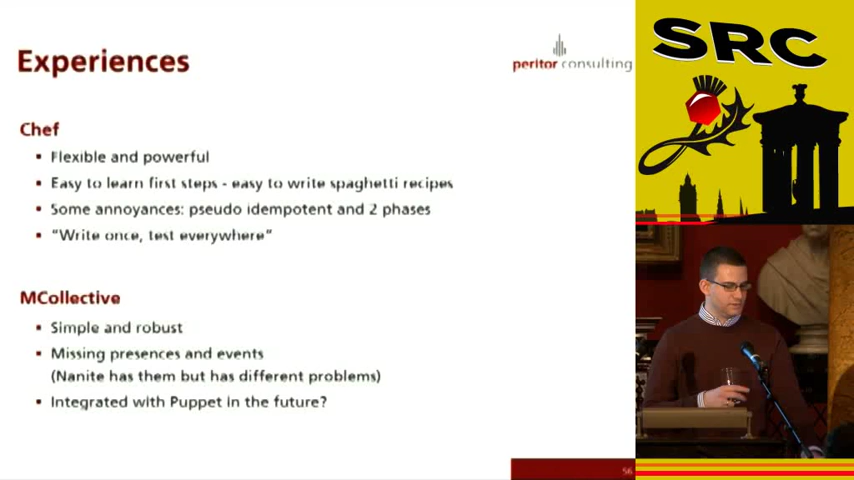 Experiences
peritor consulting
SRC
Chef
▪ Flexible and powerful
▪ Easy to learn first steps - easy to write spaghetti recipes
▪ Some annoyances: pseudo idempotent and 2 phases
▪ "Write once, test everywhere"
MCollective
▪ Simple and robust
▪ Missing presences and events
(Nanite has them but has different problems)
▪ Integrated with Puppet in the future?
56